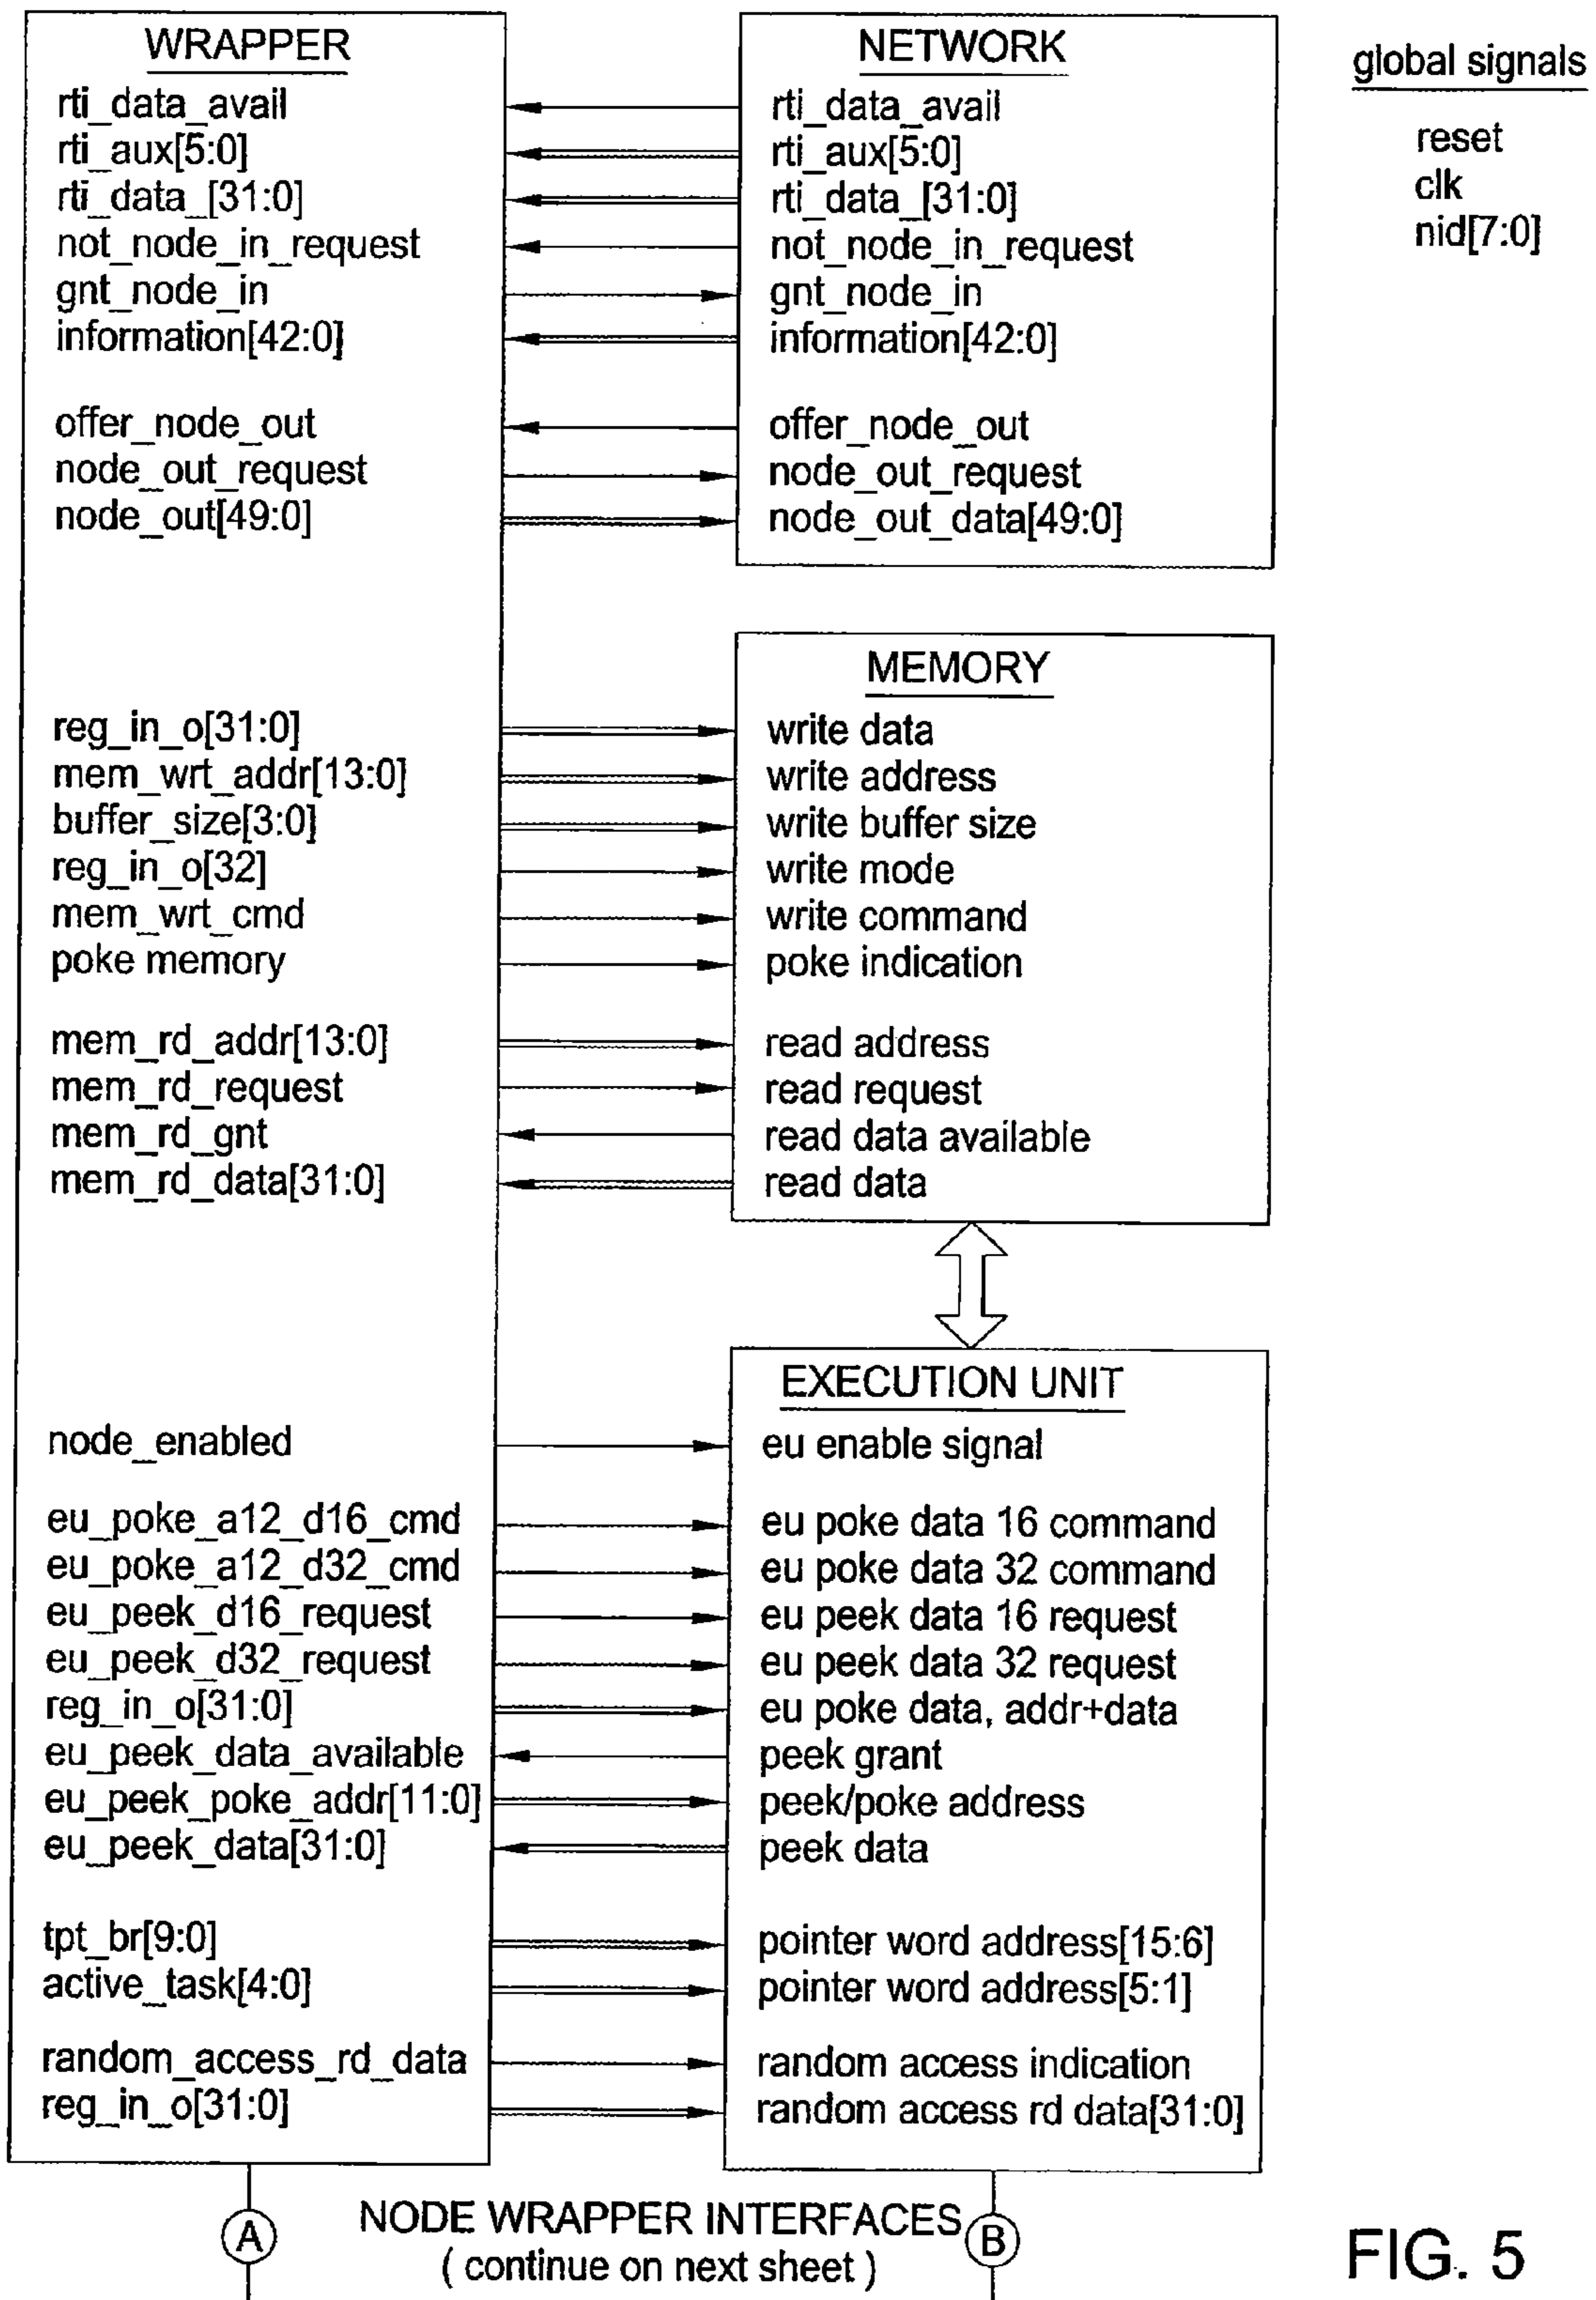 WRAPPER
rti_data_avail
rti_aux[5:0]
rti_data_[31:0]
not_node_in_request
gnt_node_in
information[42:0]
offer_node_out
node_out_request
node_out[49:0]
reg_in_o[31:0]
mem_wrt_addr[13:0]
buffer_size[3:0]
reg_in_o[32]
mem_wrt_cmd
poke memory
mem_rd_addr[13:0]
mem_rd_request
mem_rd_gnt
mem_rd_data[31:0]
node_enabled
eu_poke_a12_d16_cmd
eu_poke_a12_d32_cmd
eu_peek_d16_request
eu_peek_d32_request
reg_in_o[31:0]
eu_peek_data_available
eu_peek_poke_addr[11:0]
eu_peek_data[31:0]
tpt_br[9:0]
active_task[4:0]
random_access_rd_data
reg_in_o[31:0]
NETWORK
rti_data_avail
rti_aux[5:0]
rti_data_[31:0]
not_node_in_request
gnt_node_in
information[42:0]
offer_node_out
node_out_request
node_out_data[49:0]
MEMORY
write data
write address
write buffer size
write mode
write command
poke indication
read address
read request
read data available
read data
EXECUTION UNIT
eu enable signal
eu poke data 16 command
eu poke data 32 command
eu peek data 16 request
eu peek data 32 request
eu poke data, addr+data
peek grant
peek/poke address
peek data
pointer word address[15:6]
pointer word address[5:1]
random access indication
random access rd data[31:0]
global signals
reset
clk
nid[7:0]
A
NODE WRAPPER INTERFACES
( continue on next sheet )
B
FIG. 5